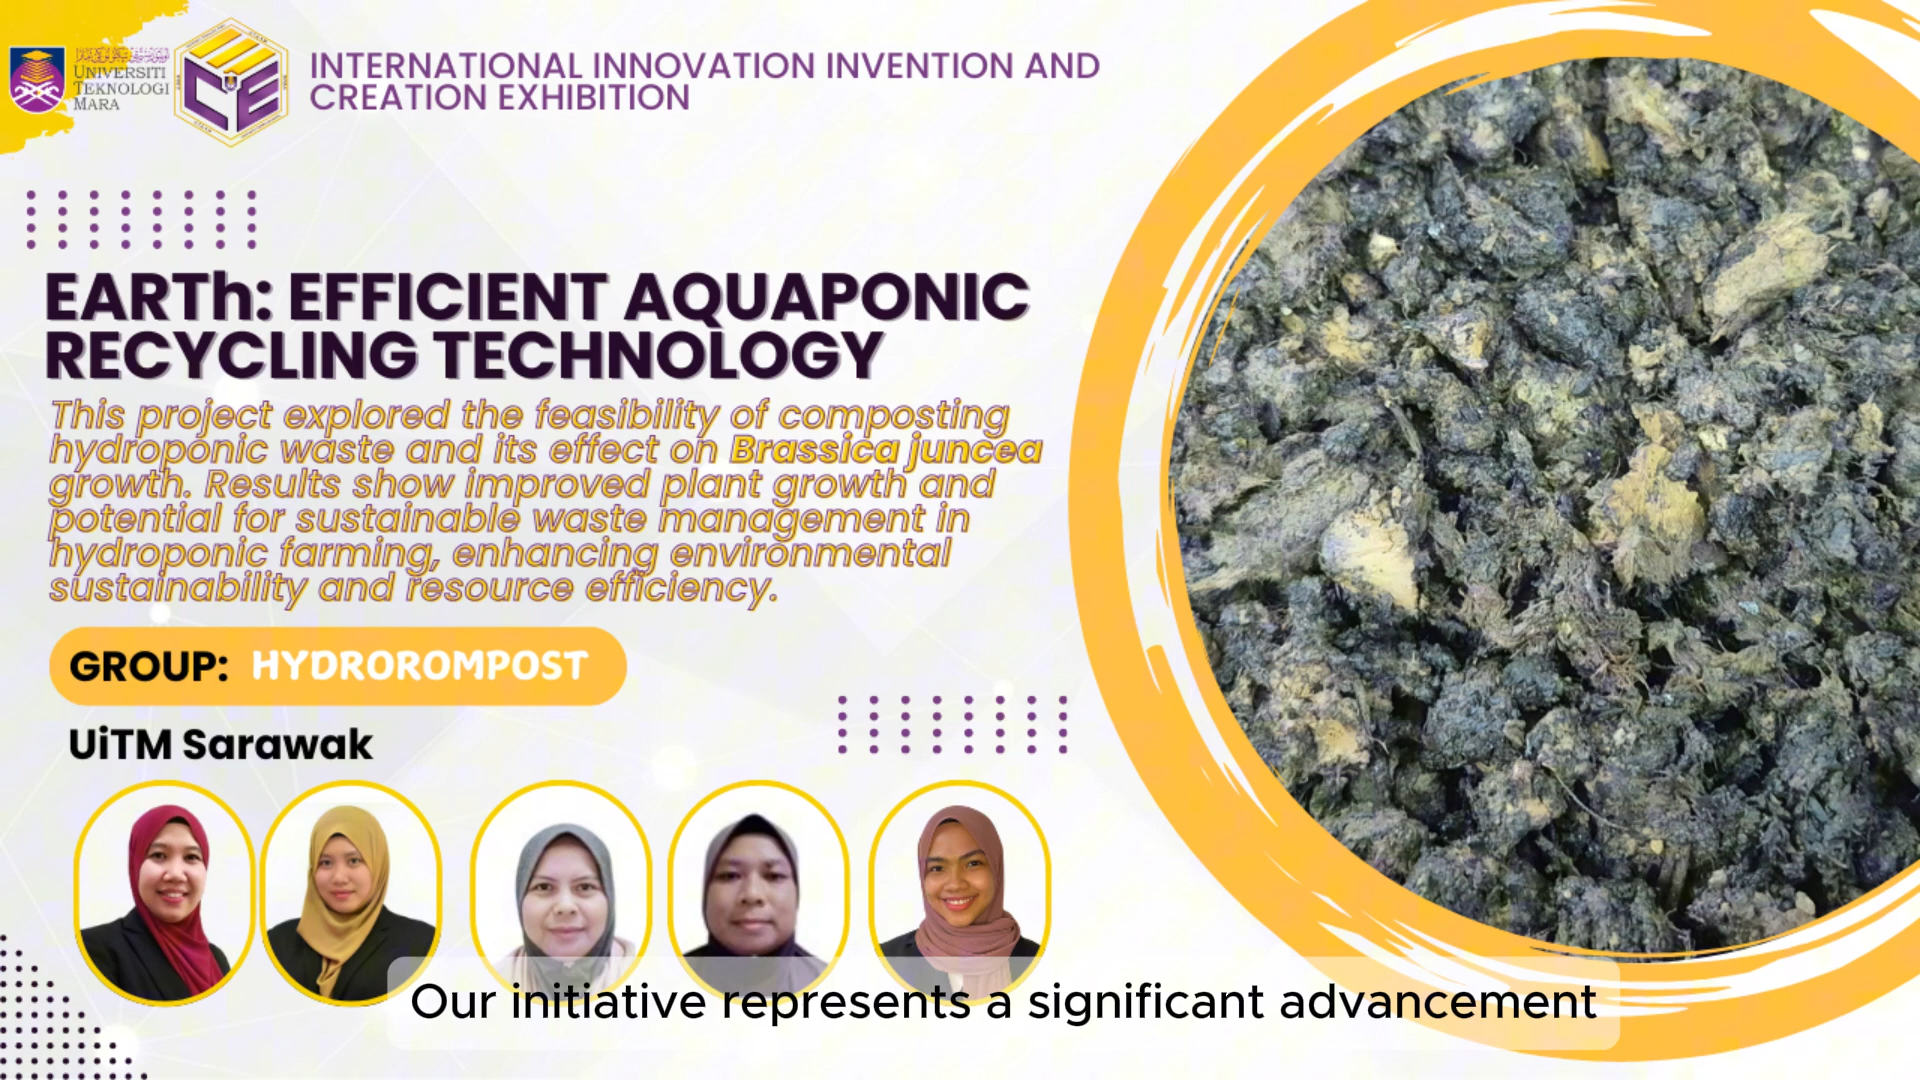 UNIVERSITI
TEKNOLOGI
MARA
IICE
INTERNATIONAL INNOVATION INVENTION AND
CREATION EXHIBITION
EARTh: EFFICIENT AQUAPONIC
RECYCLING TECHNOLOGY
This project explored the feasibility of composting
hydroponic waste and its effect on Brassica juncea
growth. Results show improved plant growth and
potential for sustainable waste management in
hydroponic farming, enhancing environmental
sustainability and resource efficiency.
GROUP: HYDROROMPOST
UiTM Sarawak
Our initiative represents a significant advancement